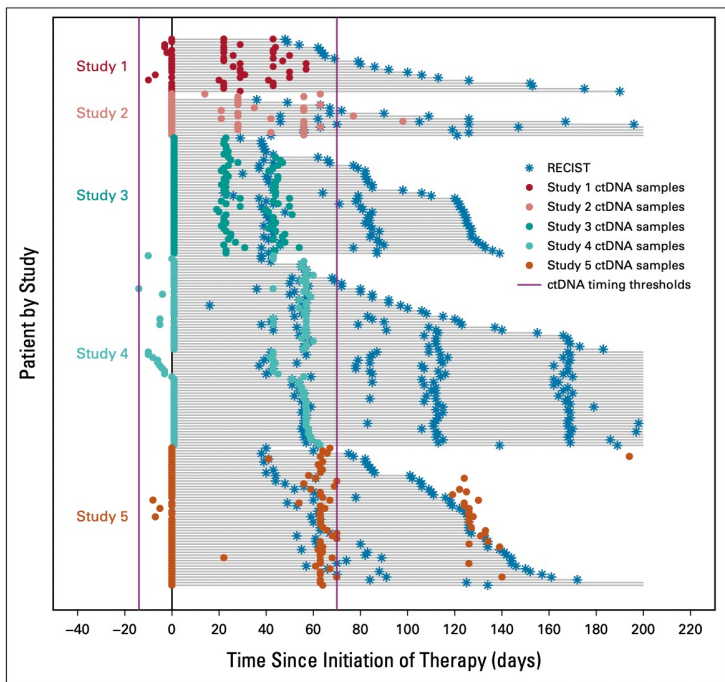 Study 1
Study 2
Study 3
Study 4
Study 5
RECIST
Study 1 ctDNA samples
Study 2 ctDNA samples
Study 3 ctDNA samples
Study 4 ctDNA samples
Study 5 ctDNA samples
ctDNA timing thresholds
Patient by Study
−40 −20 0 20 40 60 80 100 120 140 160 180 200 220
Time Since Initiation of Therapy (days)